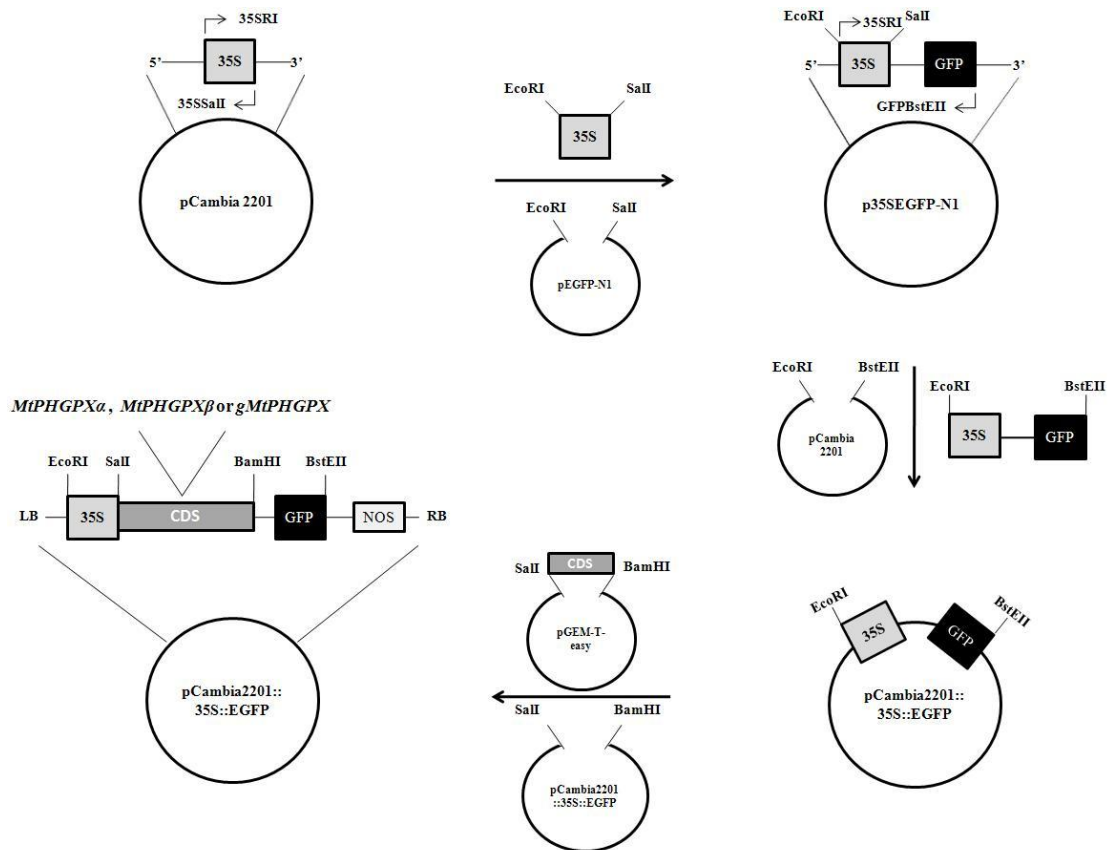 35SRI
35S
5’
3’
35SSalI
pCambia 2201
EcoRI
SalI
35S
EcoRI
SalI
pEGFP-N1
EcoRI
35SRI
SalI
35S
GFP
5’
3’
GFPBstEII
p35SEGFP-N1
EcoRI
BstEII
pCambia
2201
EcoRI
BstEII
35S
GFP
EcoRI
35S
GFP
BstEII
pCambia2201::
35S::EGFP
SalI
CDS
BamHI
pGEM-T-
easy
SalI
BamHI
pCambia2201
::35S::EGFP
MtPHGPXα, MtPHGPXβ or gMtPHGPX
EcoRI
SalI
BamHI
BstEII
LB
35S
CDS
GFP
NOS
RB
pCambia2201::
35S::EGFP